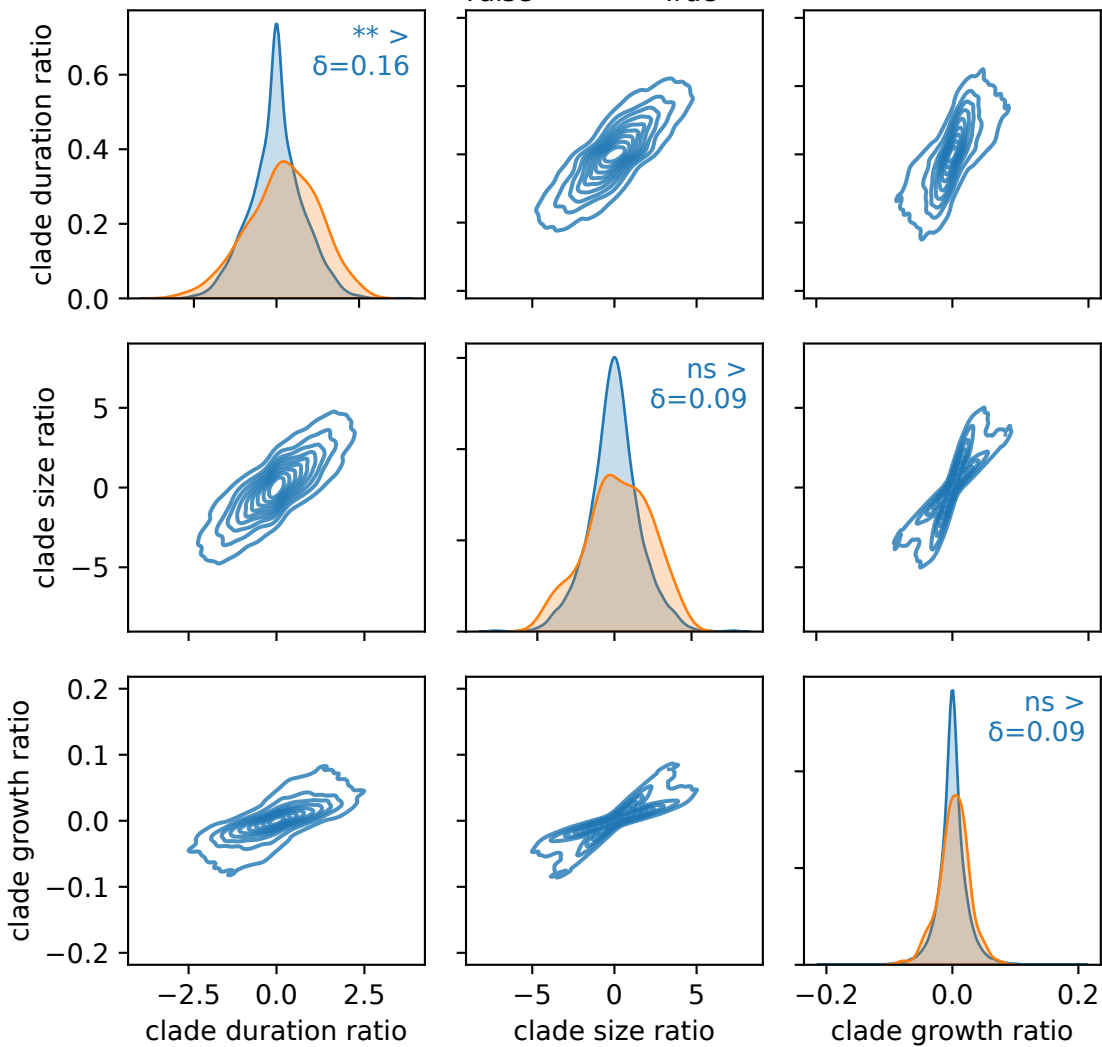 clade duration ratio
0.6
0.4
0.2
0.0
** >
δ=0.16
clade size ratio
5
0
−5
ns >
δ=0.09
clade growth ratio
0.2
0.1
0.0
−0.1
−0.2
ns >
δ=0.09
−2.5 0.0 2.5
clade duration ratio
−5 0 5
clade size ratio
−0.2 0.0 0.2
clade growth ratio